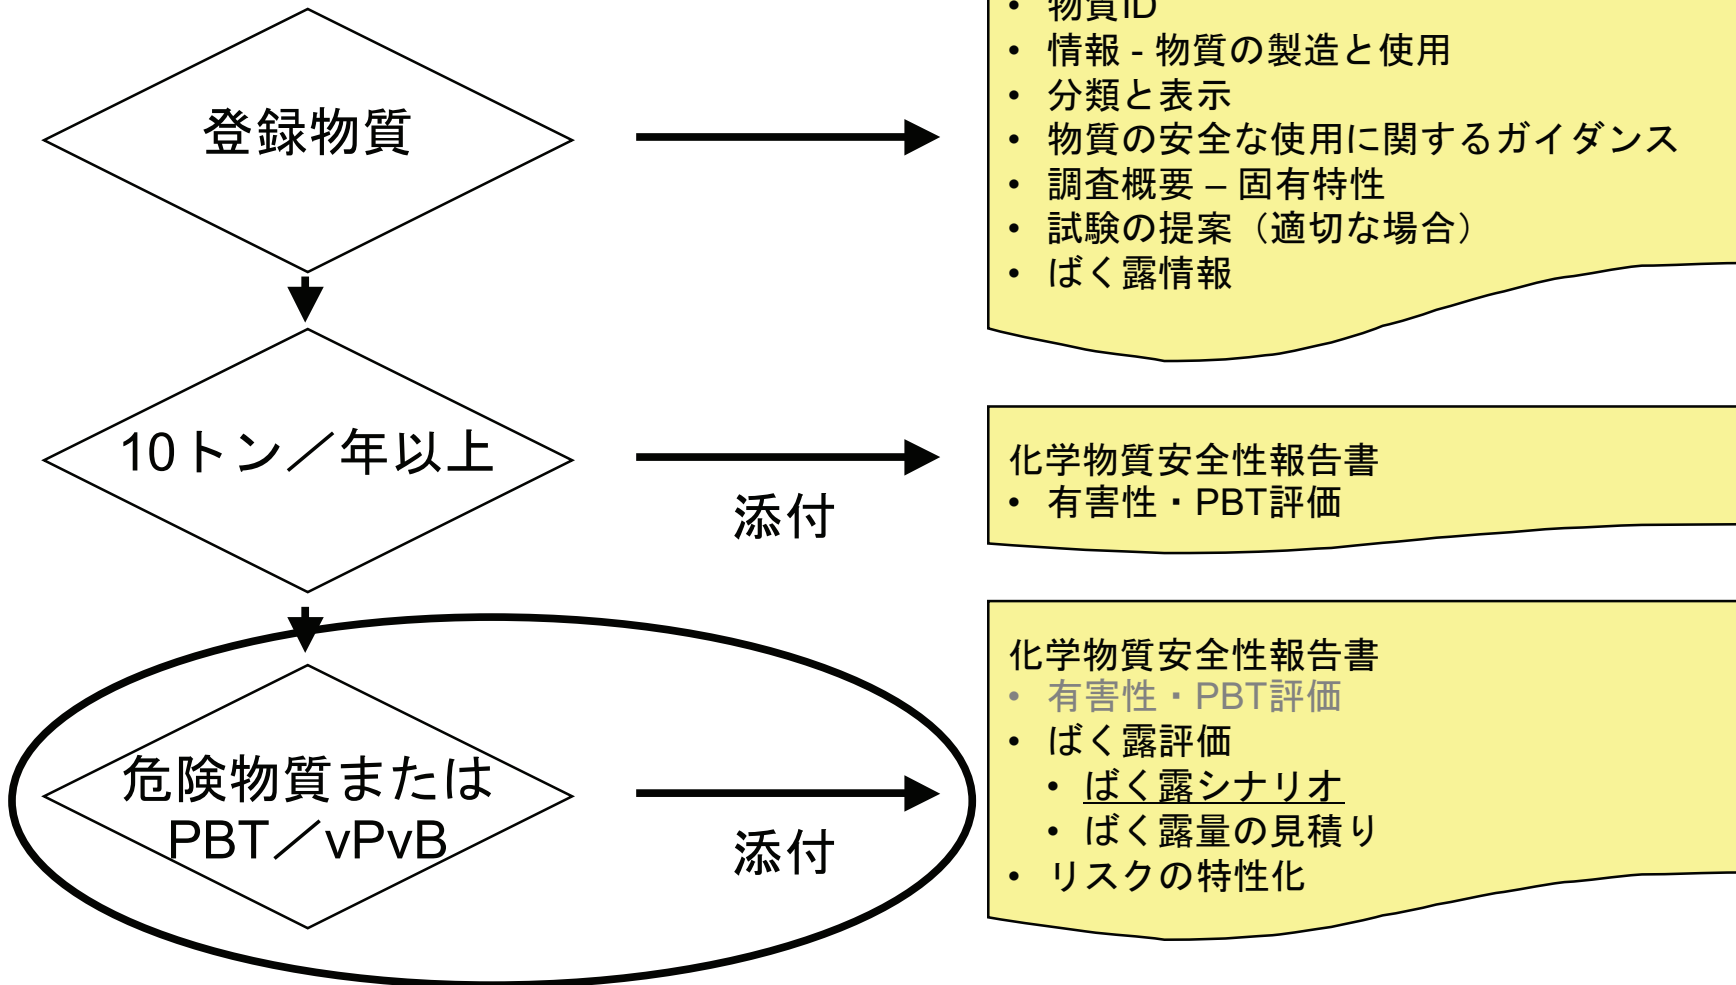 登録物質
• 物質ID
• 情報 - 物質の製造と使用
• 分類と表示
• 物質の安全な使用に関するガイダンス
• 調査概要 – 固有特性
• 試験の提案（適切な場合）
• ばく露情報
10トン／年以上
添付
化学物質安全性報告書
• 有害性・PBT評価
危険物質または
PBT／vPvB
添付
化学物質安全性報告書
• 有害性・PBT評価
• ばく露評価
• ばく露シナリオ
• ばく露量の見積り
• リスクの特性化